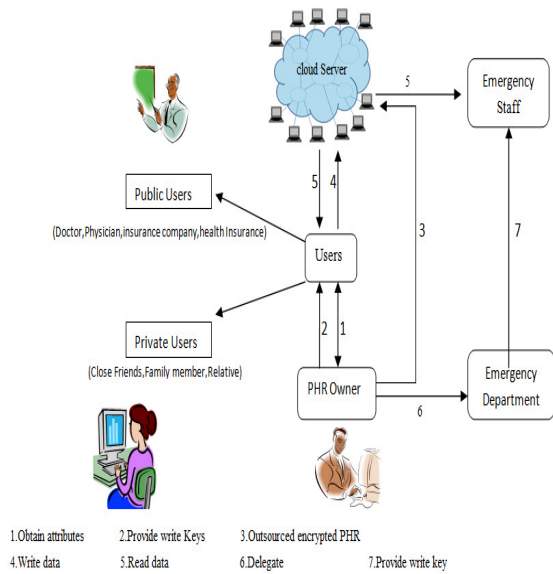 cloud Server
5
Emergency
Staff
Public Users
(Doctor,Physician,insurance company,health Insurance)
5
4
3
7
Users
Private Users
(Close Friends,Family member,Relative)
2
1
PHR Owner
6
Emergency
Department
1.Obtain attributes 2.Provide write Keys 3.Outsourced encrypted PHR
4.Write data 5.Read data 6.Delegate 7.Provide write key